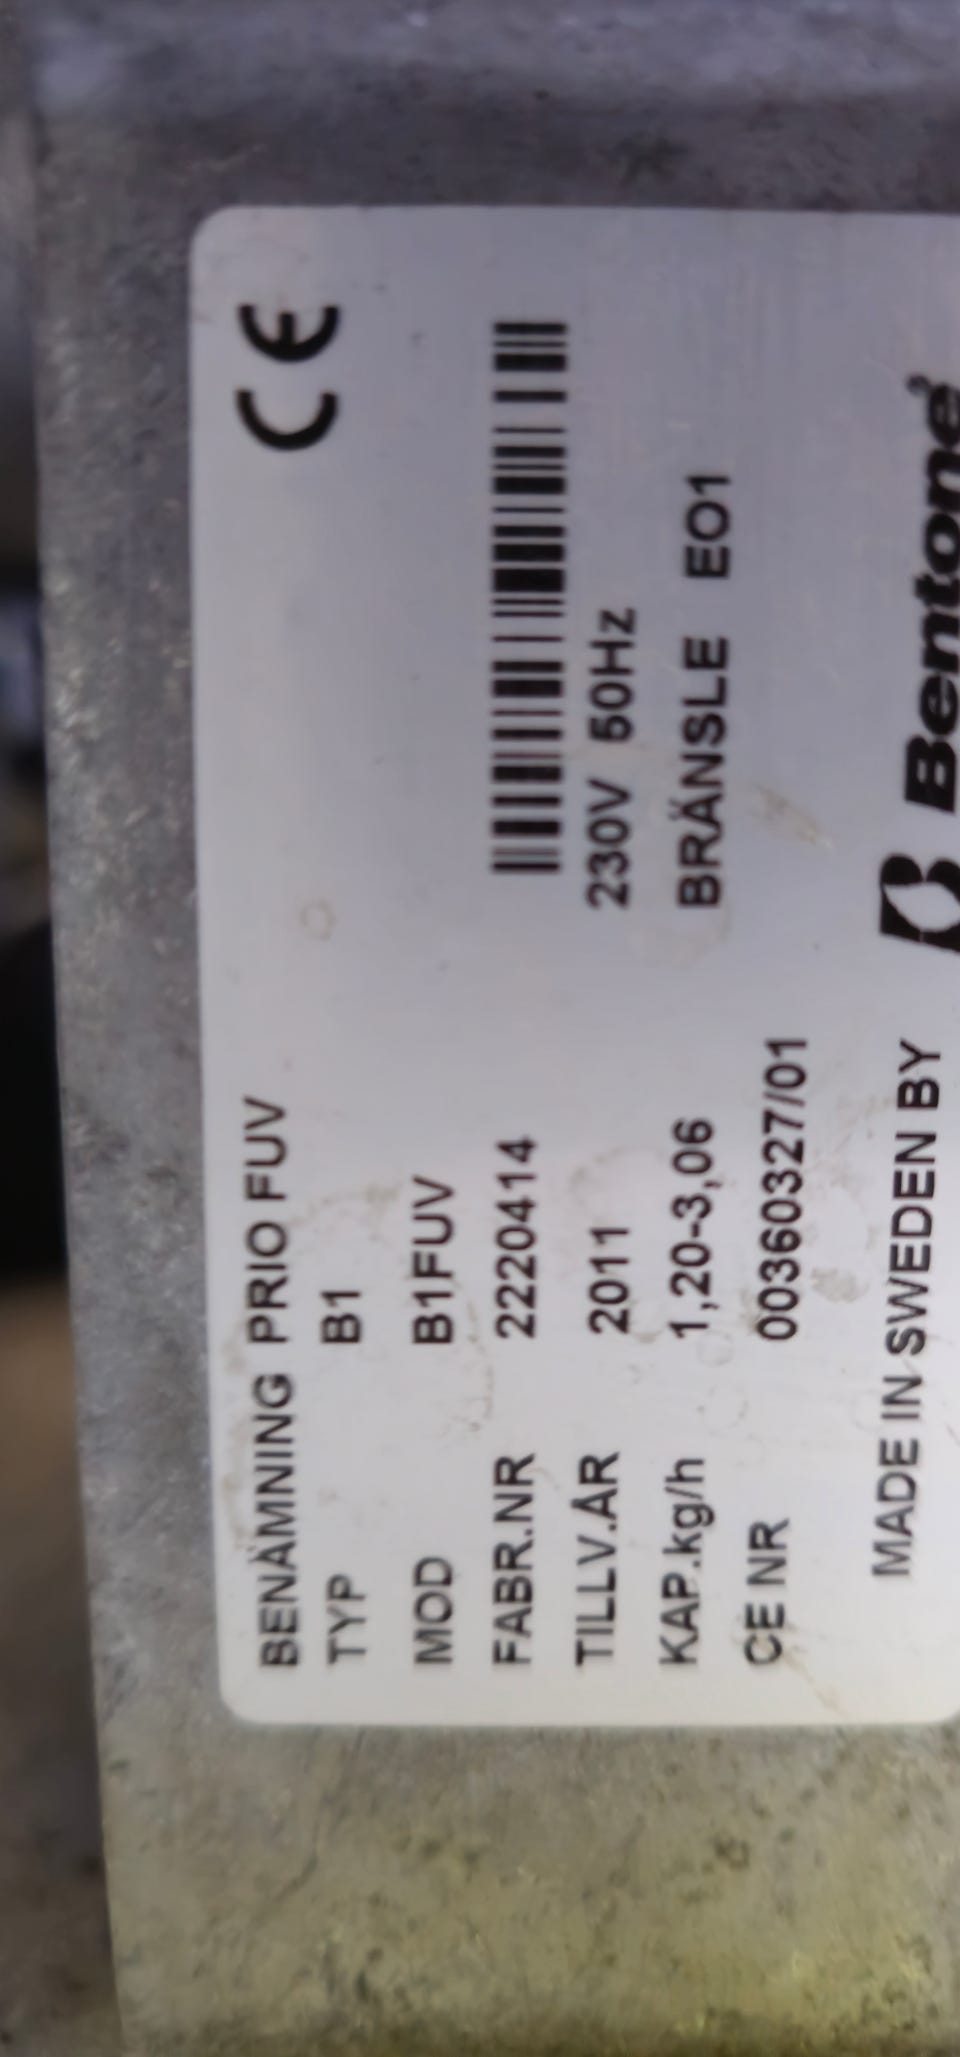 BENÄMNING PRIO FUV
TYP B1
MOD B1FUV
FABR.NR 2220414
TILLV.ÅR 2011 230V 50Hz
KAP.kg/h 1,20-3,06 BRÄNSLE EO1
CE NR 00360327/01
MADE IN SWEDEN BY Bentone®
CE